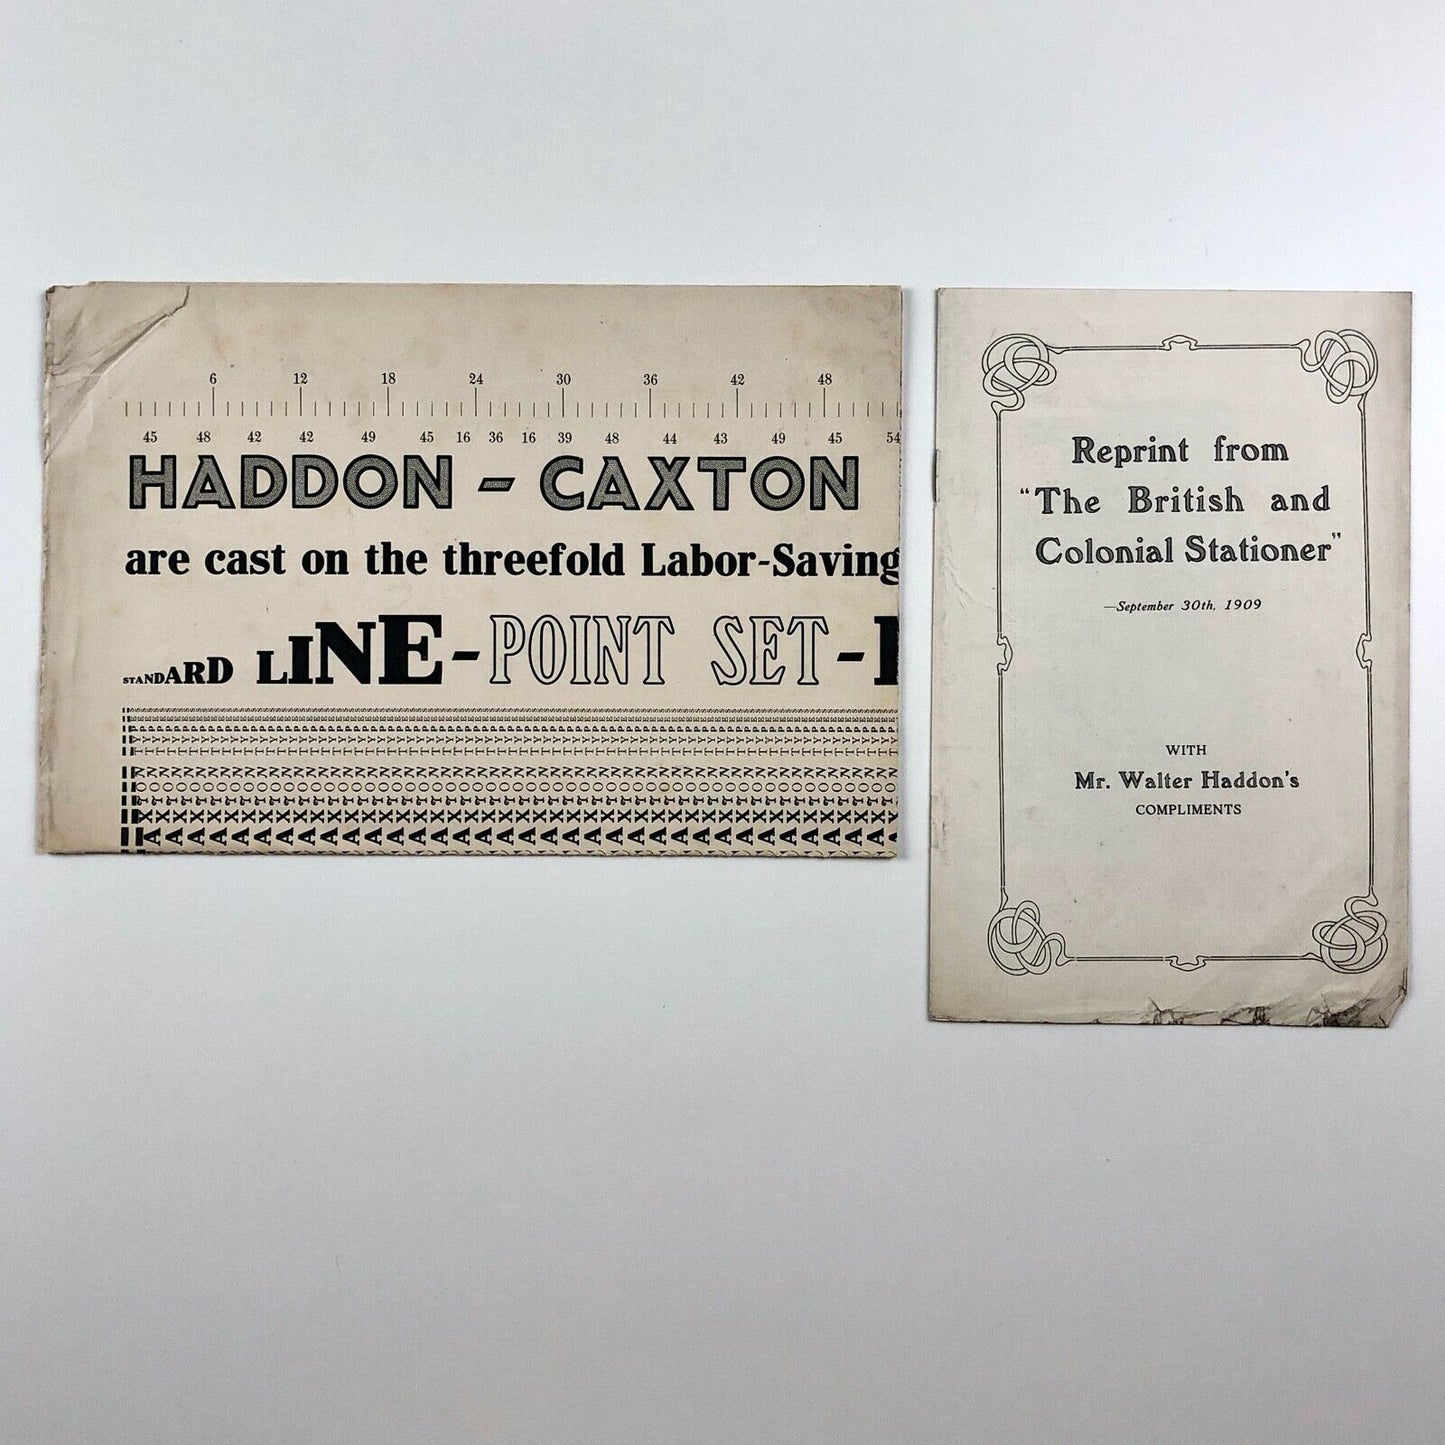 6 12 18 24 30 36 42 48
45 48 42 42 49 45 16 36 16 39 48 44 43 49 45 54
HADDON - CAXTON
are cast on the threefold Labor-Saving
STANDARD LINE - POINT SET -
Reprint from
"The British and
Colonial Stationer"
—September 30th, 1909
WITH
Mr. Walter Haddon's
COMPLIMENTS